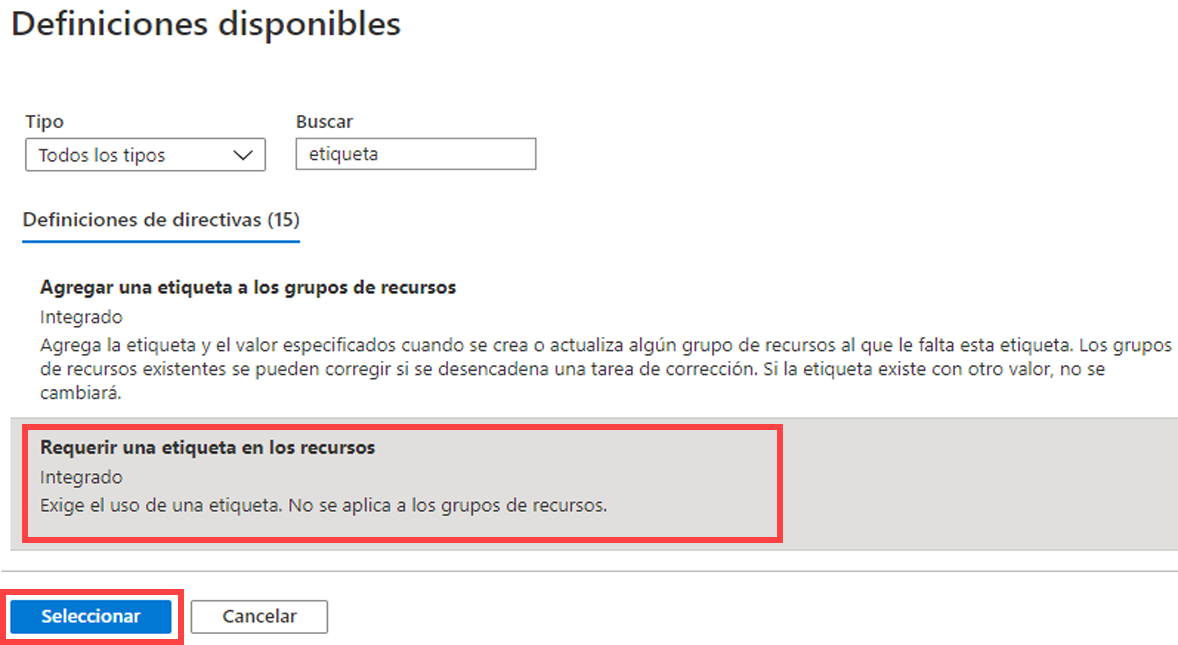 Definiciones disponibles
Tipo
Buscar
Todos los tipos
etiqueta
Definiciones de directivas (15)
Agregar una etiqueta a los grupos de recursos
Integrado
Agrega la etiqueta y el valor especificados cuando se crea o actualiza algún grupo de recursos al que le falta esta etiqueta. Los grupos
de recursos existentes se pueden corregir si se desencadena una tarea de corrección. Si la etiqueta existe con otro valor, no se
cambiará.
Requerir una etiqueta en los recursos
Integrado
Exige el uso de una etiqueta. No se aplica a los grupos de recursos.
Seleccionar
Cancelar